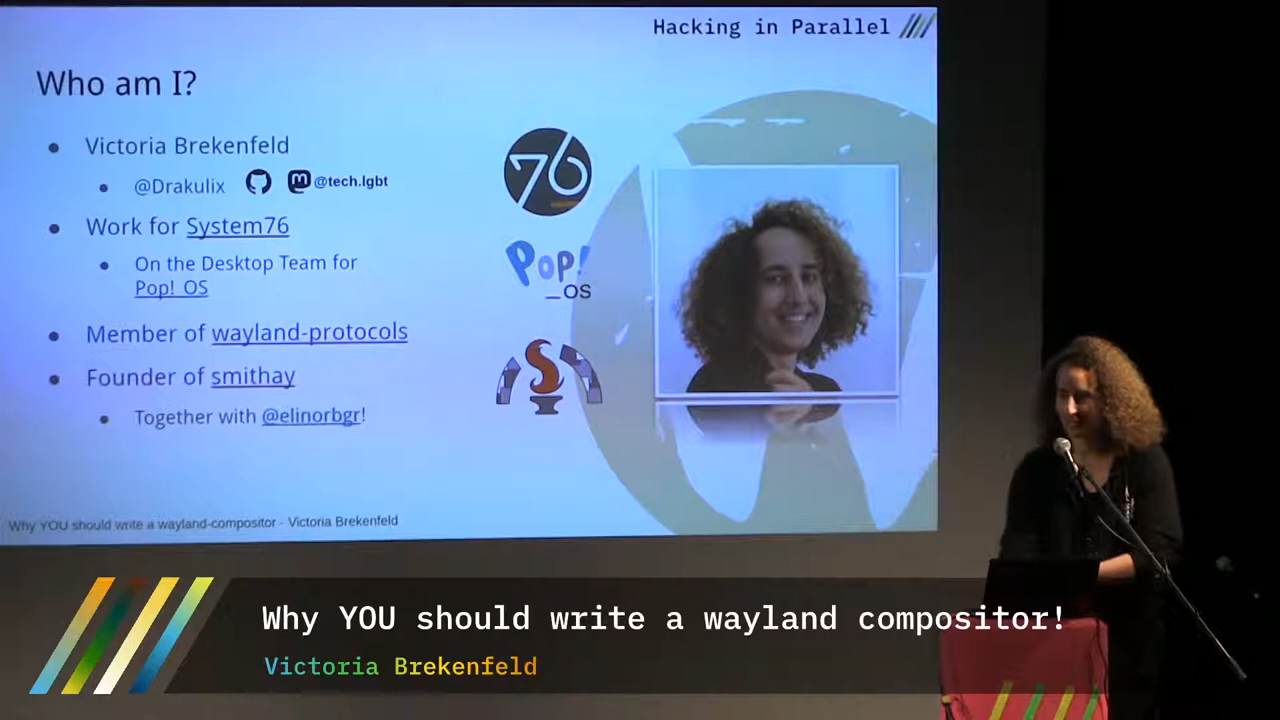 Hacking in Parallel
Who am I?
Victoria Brekenfeld
@Drakulix @tech.lgbt
Work for System76
On the Desktop Team for
Pop!_OS
Member of wayland-protocols
Founder of smithay
Together with @elinorbgr!
76
Pop!
_OS
Why YOU should write a wayland-compositor - Victoria Brekenfeld
Why YOU should write a wayland compositor!
Victoria Brekenfeld